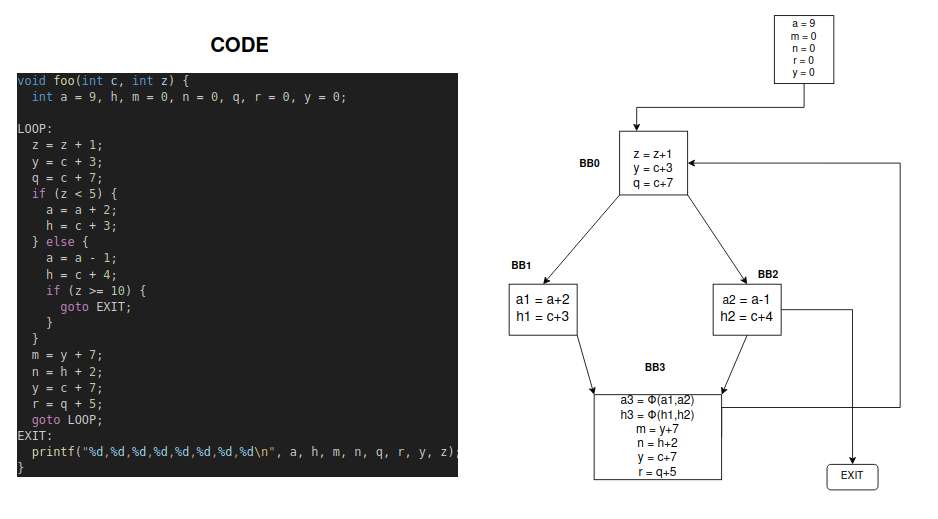 CODE
void foo(int c, int z) {
int a = 9, h, m = 0, n = 0, q, r = 0, y = 0;
LOOP:
z = z + 1;
y = c + 3;
q = c + 7;
if (z < 5) {
a = a + 2;
h = c + 3;
} else {
a = a - 1;
h = c + 4;
if (z >= 10) {
goto EXIT;
}
}
m = y + 7;
n = h + 2;
y = c + 7;
r = q + 5;
goto LOOP;
EXIT:
printf("%d,%d,%d,%d,%d,%d,%d,%d\n", a, h, m, n, q, r, y, z);
}
a = 9
m = 0
n = 0
r = 0
y = 0
BB0
z = z+1
y = c+3
q = c+7
BB1
a1 = a+2
h1 = c+3
BB2
a2 = a-1
h2 = c+4
BB3
a3 = Φ(a1,a2)
h3 = Φ(h1,h2)
m = y+7
n = h+2
y = c+7
r = q+5
EXIT